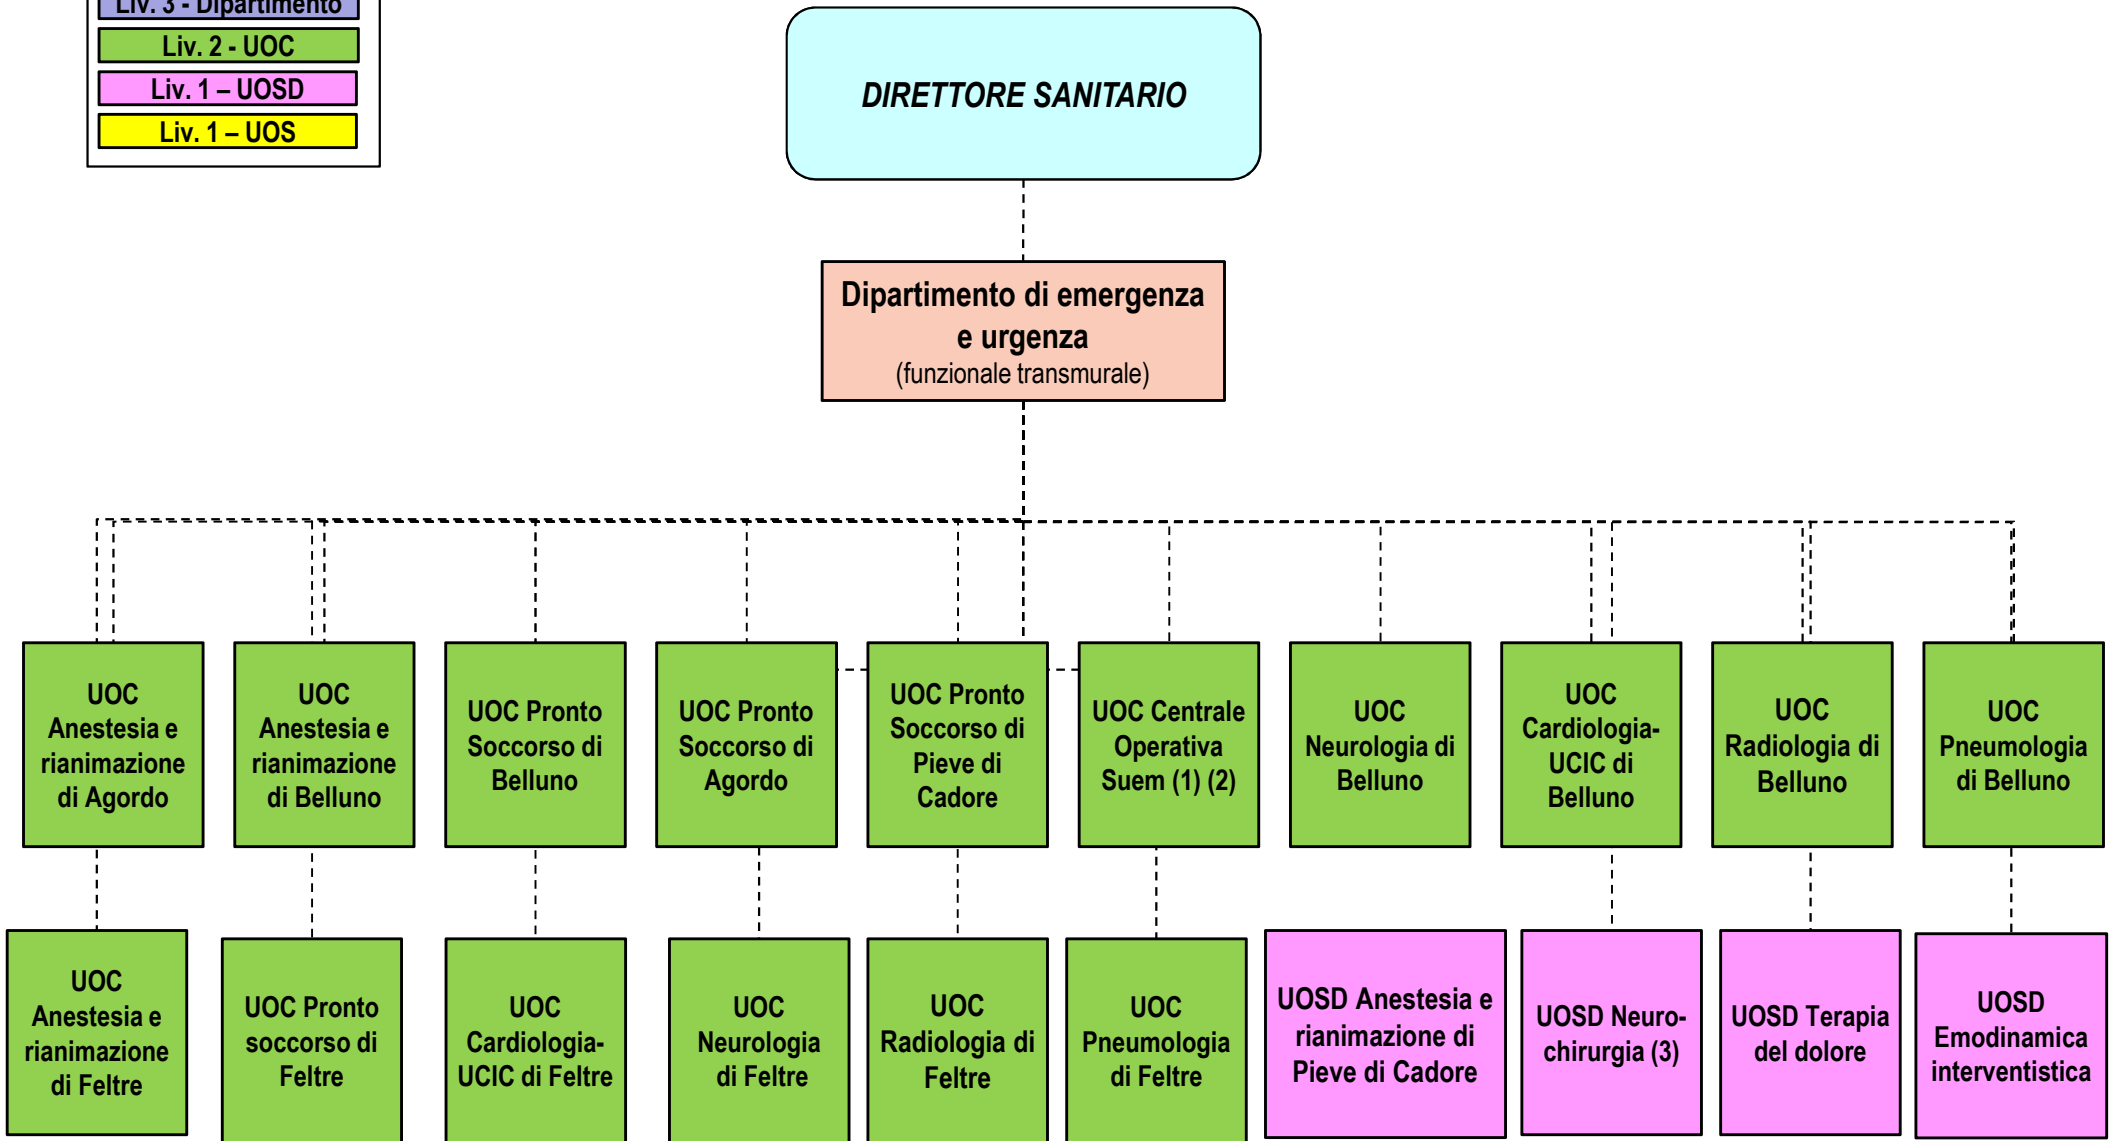 Liv. 3 - Dipartimento
Liv. 2 - UOC
Liv. 1 – UOSD
Liv. 1 – UOS
DIRETTORE SANITARIO
Dipartimento di emergenza
e urgenza
(funzionale transmurale)
UOC
Anestesia e
rianimazione
di Agordo
UOC
Anestesia e
rianimazione
di Belluno
UOC Pronto
Soccorso di
Belluno
UOC Pronto
Soccorso di
Agordo
UOC Pronto
Soccorso di
Pieve di
Cadore
UOC Centrale
Operativa
Suem (1) (2)
UOC
Neurologia di
Belluno
UOC
Cardiologia-
UCIC di
Belluno
UOC
Radiologia di
Belluno
UOC
Pneumologia
di Belluno
UOC
Anestesia e
rianimazione
di Feltre
UOC Pronto
soccorso di
Feltre
UOC
Cardiologia-
UCIC di Feltre
UOC
Neurologia
di Feltre
UOC
Radiologia di
Feltre
UOC
Pneumologia
di Feltre
UOSD Anestesia e
rianimazione di
Pieve di Cadore
UOSD Neuro-
chirurgia (3)
UOSD Terapia
del dolore
UOSD
Emodinamica
interventistica